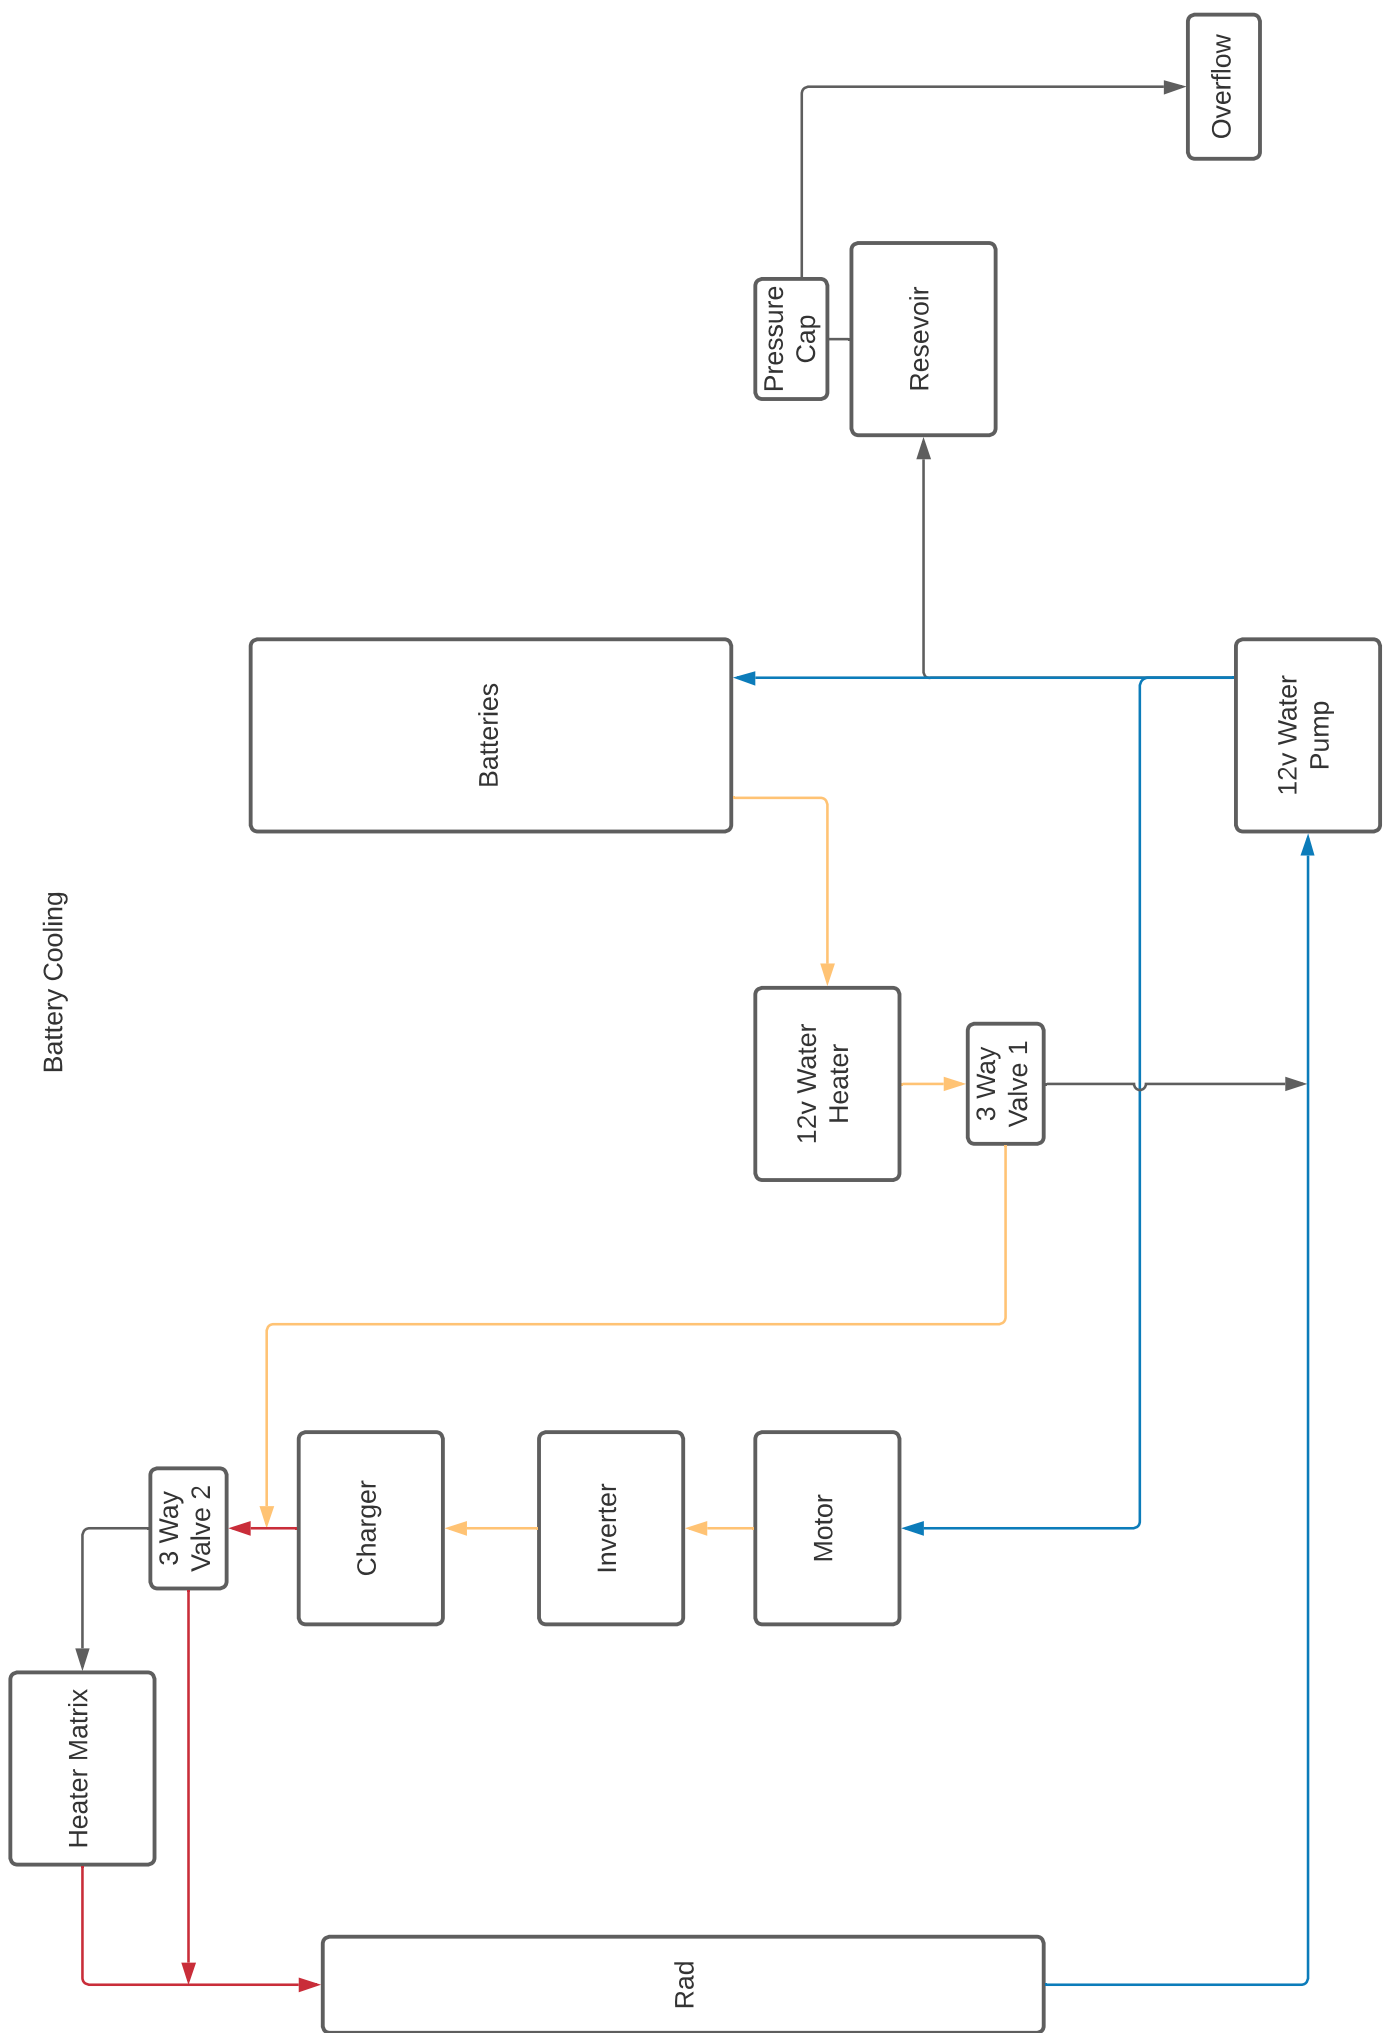 Battery Cooling
Heater Matrix
3 Way
Valve 2
Charger
Batteries
Inverter
Rad
Pressure
Cap
12v Water
Heater
Motor
Resevoir
3 Way
Valve 1
Overflow
12v Water
Pump